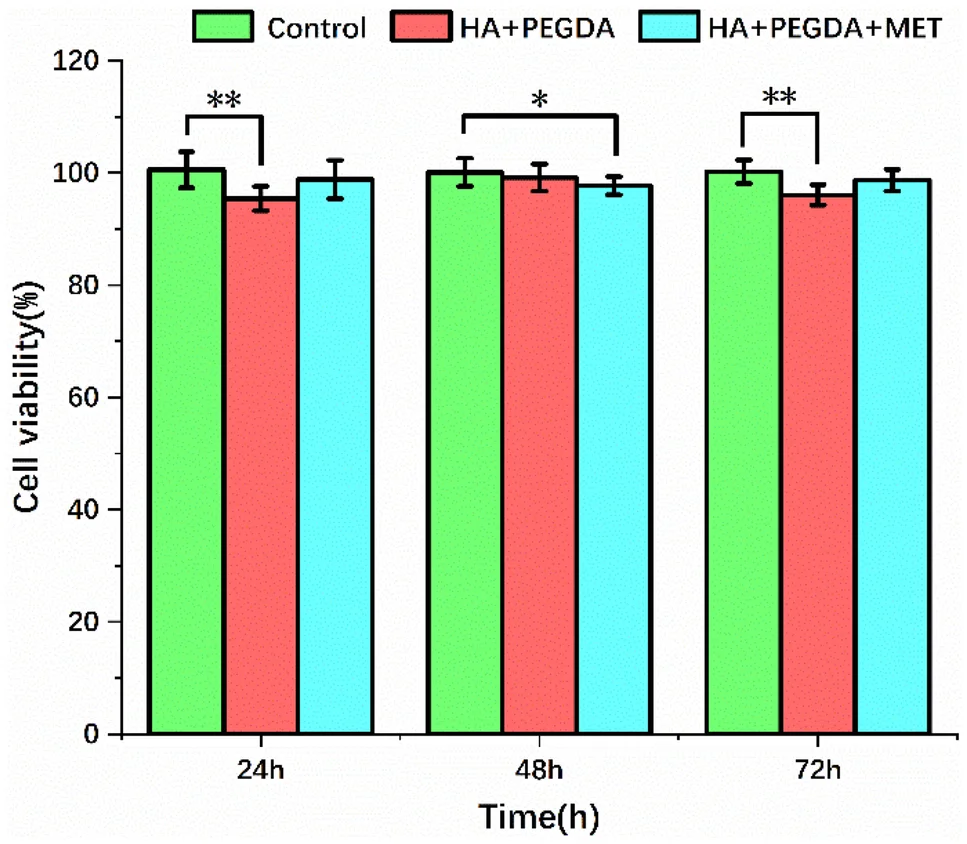 Control HA+PEGDA HA+PEGDA+MET
120
100
80
60
40
20
0
Cell viability(%)
** * **
24h 48h 72h
Time(h)